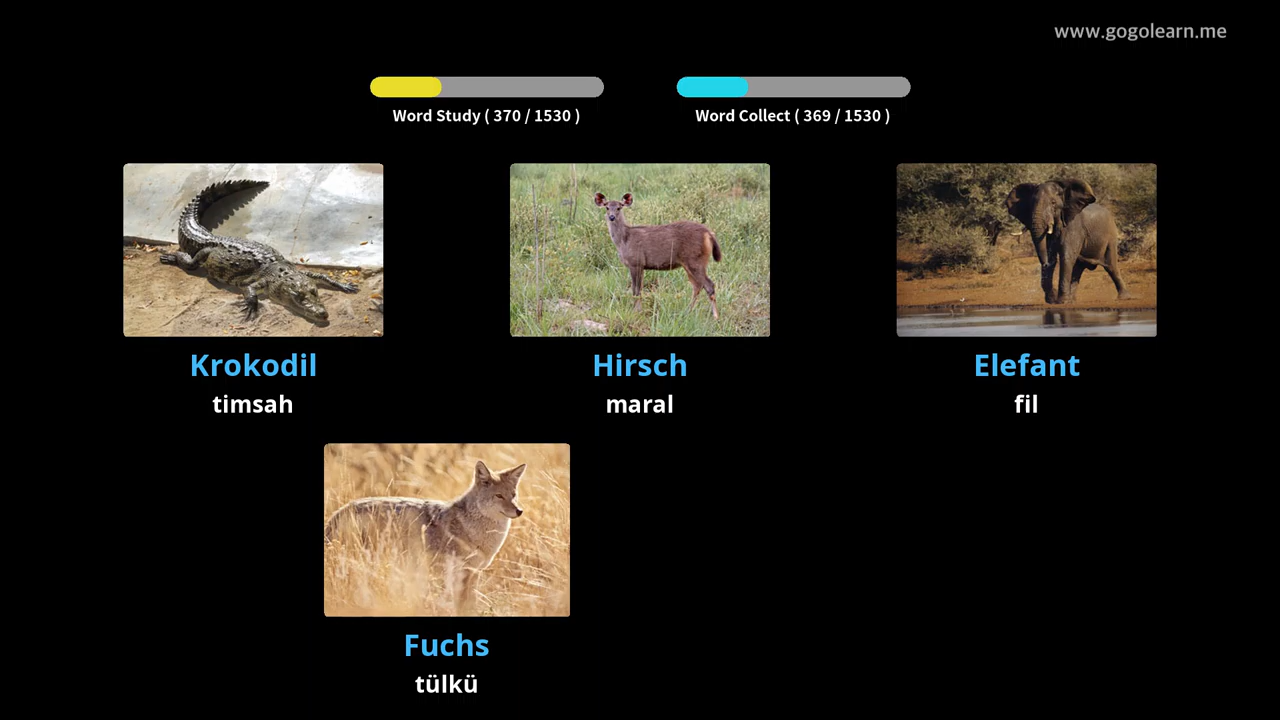 www.gogolearn.me
Word Study ( 370 / 1530 )
Word Collect ( 369 / 1530 )
Krokodil
timsah
Hirsch
maral
Elefant
fil
Fuchs
tülkü